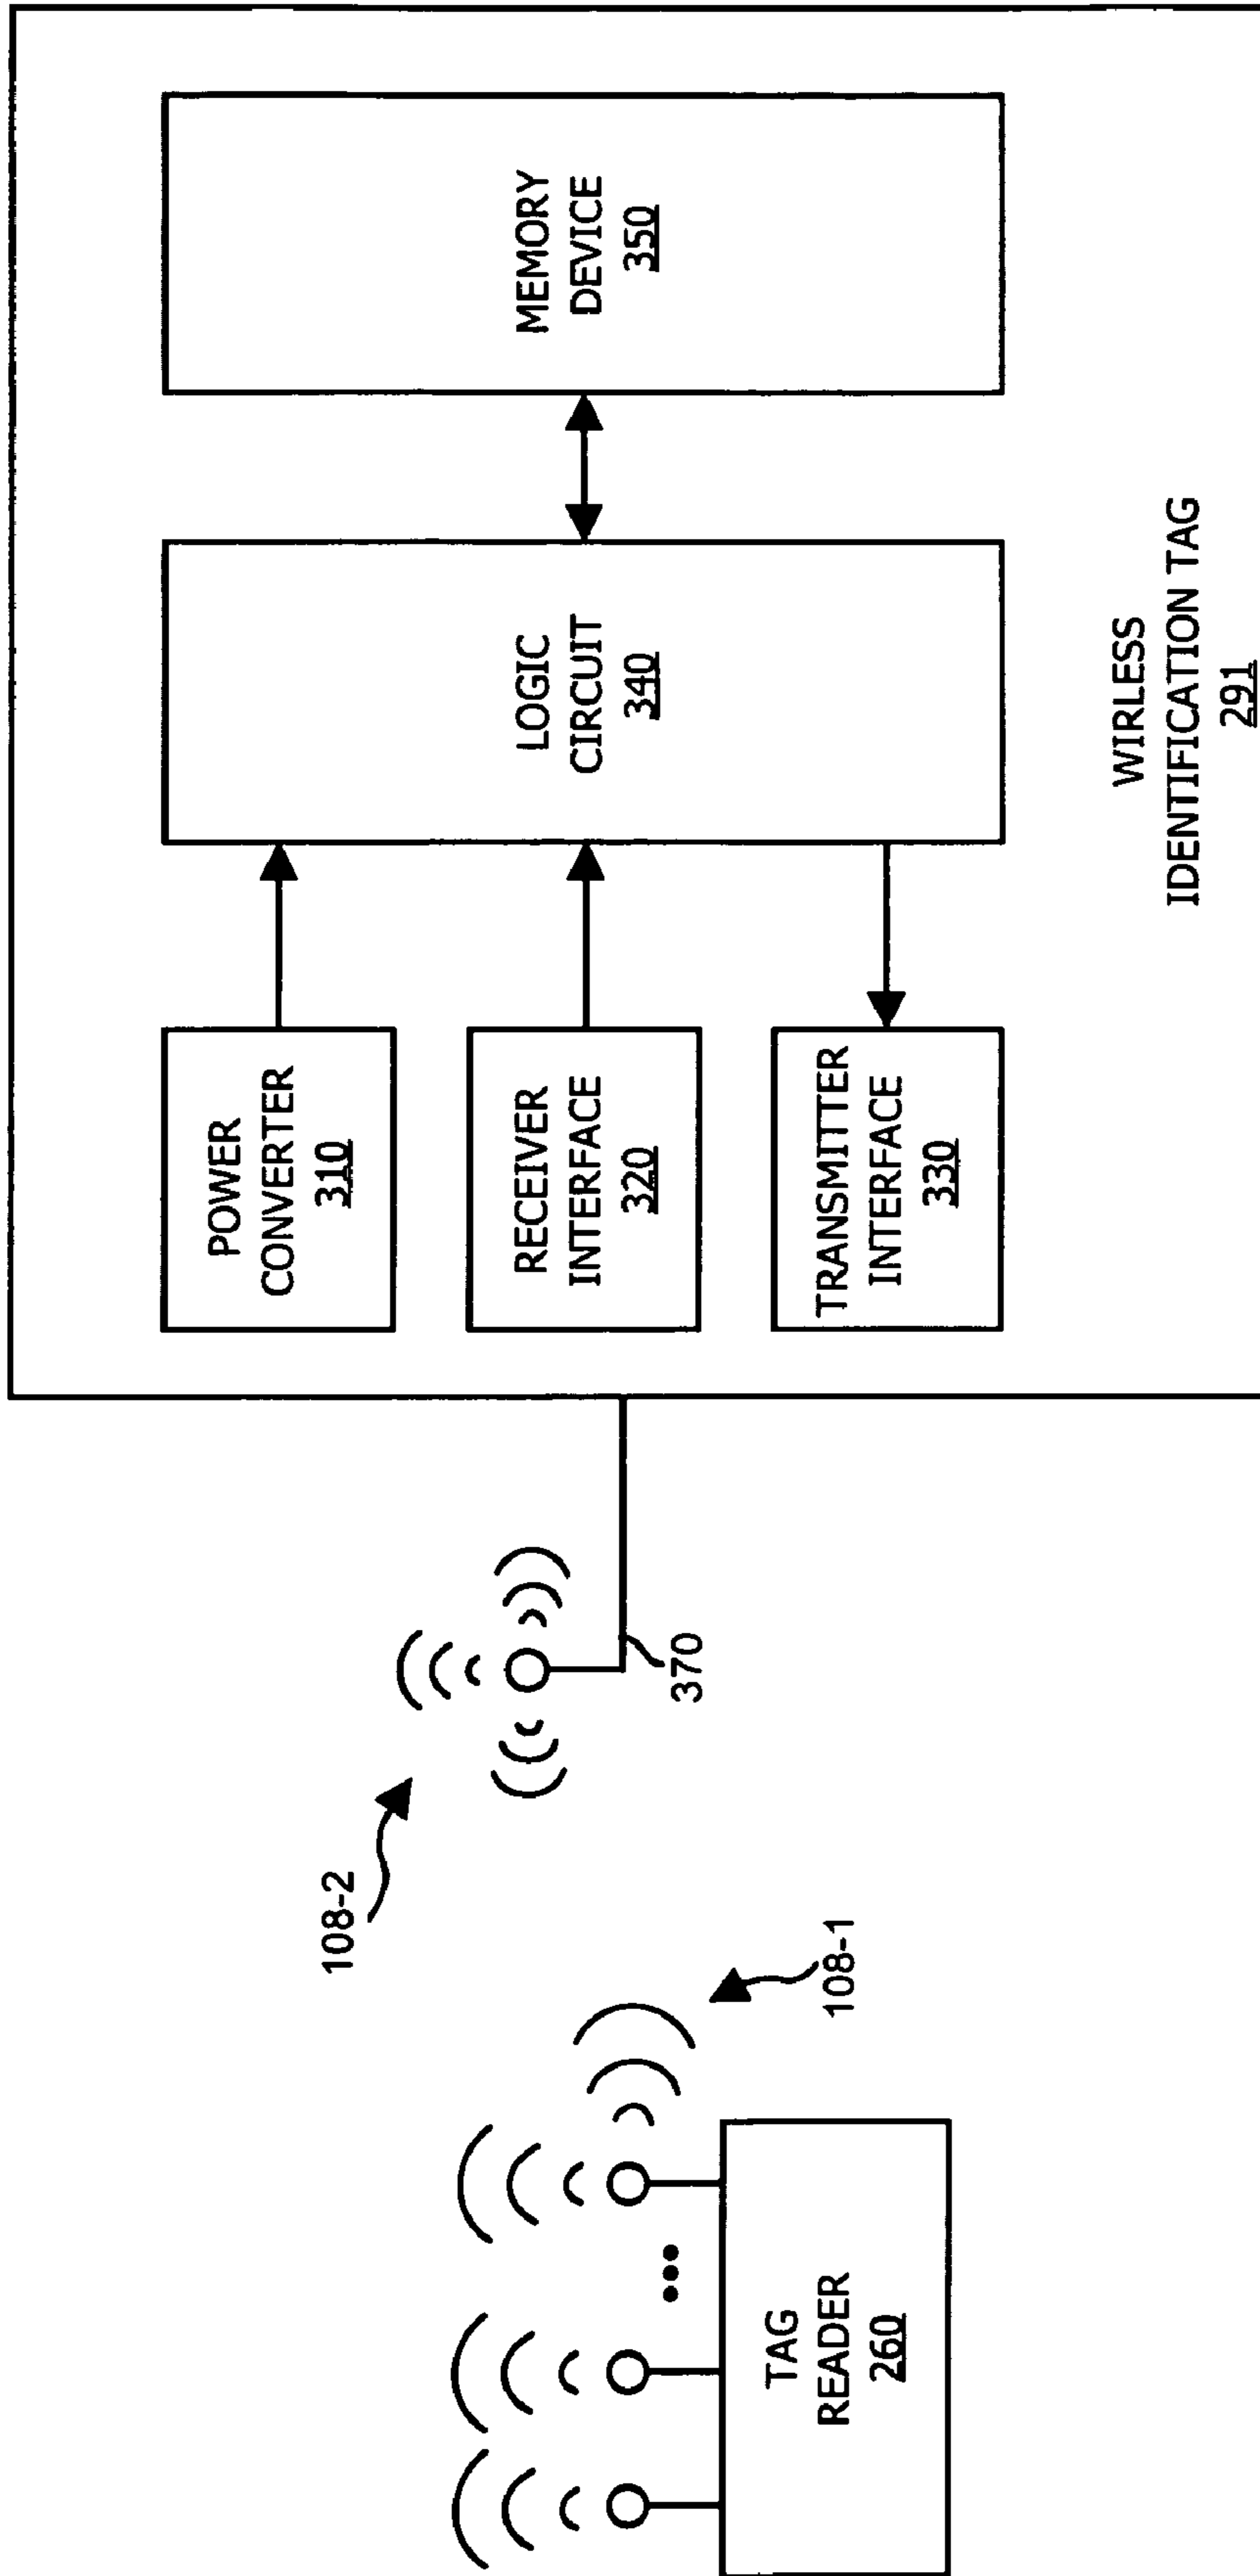 108-2
108-1
370
TAG
READER
260
POWER
CONVERTER
310
RECEIVER
INTERFACE
320
TRANSMITTER
INTERFACE
330
LOGIC
CIRCUIT
340
MEMORY
DEVICE
350
WIRLESS
IDENTIFICATION TAG
291